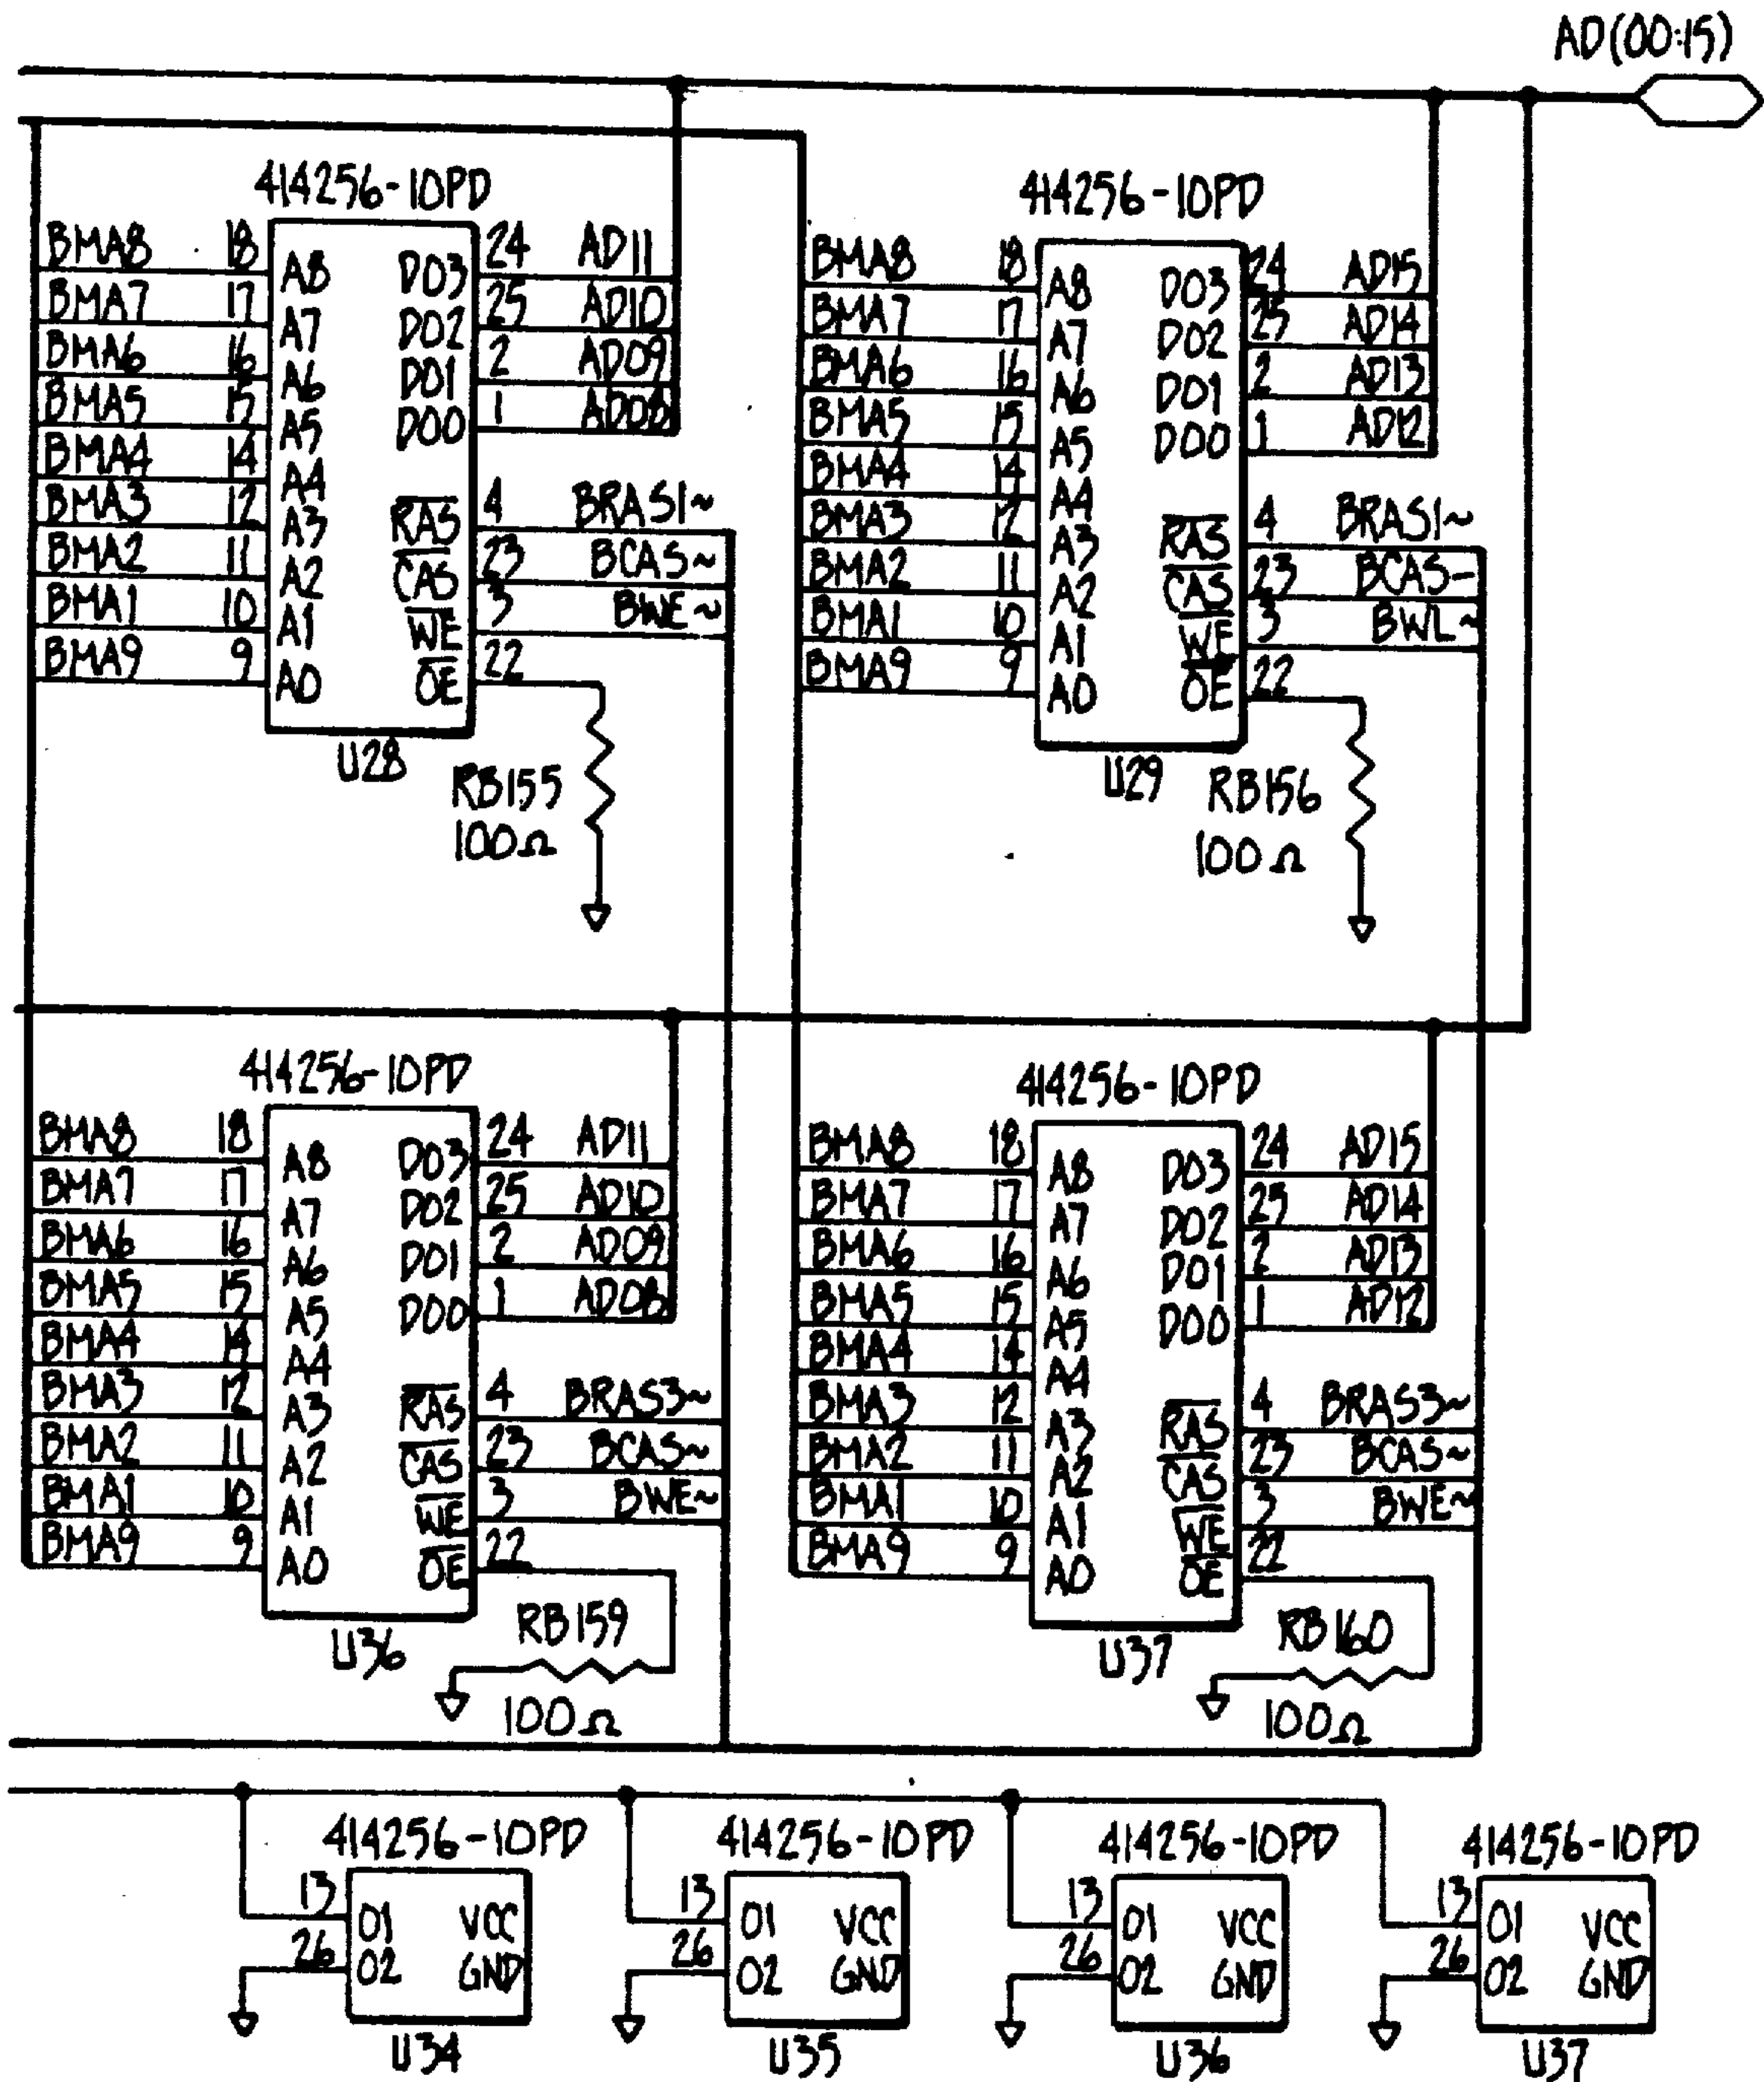 AD(00:15)
414256-10PD
BMA8 18 A8 DO3 24 AD11
BMA7 17 A7 DO2 25 AD10
BMA6 16 A6 DO1 2 AD09
BMA5 15 A5 DO0 1 AD08
BMA4 14 A4
BMA3 12 A3 RAS 4 BRAS1~
BMA2 11 A2 CAS 23 BCAS~
BMA1 10 A1 WE 3 BWE~
BMA9 9 A0 OE 22
U28
RB155
100Ω
414256-10PD
BMA8 18 A8 DO3 24 AD15
BMA7 17 A7 DO2 25 AD14
BMA6 16 A6 DO1 2 AD13
BMA5 15 A5 DO0 1 AD12
BMA4 14 A4
BMA3 12 A3 RAS 4 BRAS1~
BMA2 11 A2 CAS 23 BCAS-
BMA1 10 A1 WE 3 BWL~
BMA9 9 A0 OE 22
U29
RB156
100Ω
414256-10PD
BMA8 18 A8 DO3 24 AD11
BMA7 17 A7 DO2 25 AD10
BMA6 16 A6 DO1 2 AD09
BMA5 15 A5 DO0 1 AD08
BMA4 14 A4
BMA3 12 A3 RAS 4 BRAS3~
BMA2 11 A2 CAS 23 BCAS~
BMA1 10 A1 WE 3 BWE~
BMA9 9 A0 OE 22
U36
RB159
100Ω
414256-10PD
BMA8 18 A8 DO3 24 AD15
BMA7 17 A7 DO2 25 AD14
BMA6 16 A6 DO1 2 AD13
BMA5 15 A5 DO0 1 AD12
BMA4 14 A4
BMA3 12 A3 RAS 4 BRAS3~
BMA2 11 A2 CAS 23 BCAS~
BMA1 10 A1 WE 3 BWE~
BMA9 9 A0 OE 22
U37
RB160
100Ω
414256-10PD
13 O1 VCC
26 O2 GND
U34
414256-10PD
13 O1 VCC
26 O2 GND
U35
414256-10PD
13 O1 VCC
26 O2 GND
U36
414256-10PD
13 O1 VCC
26 O2 GND
U37